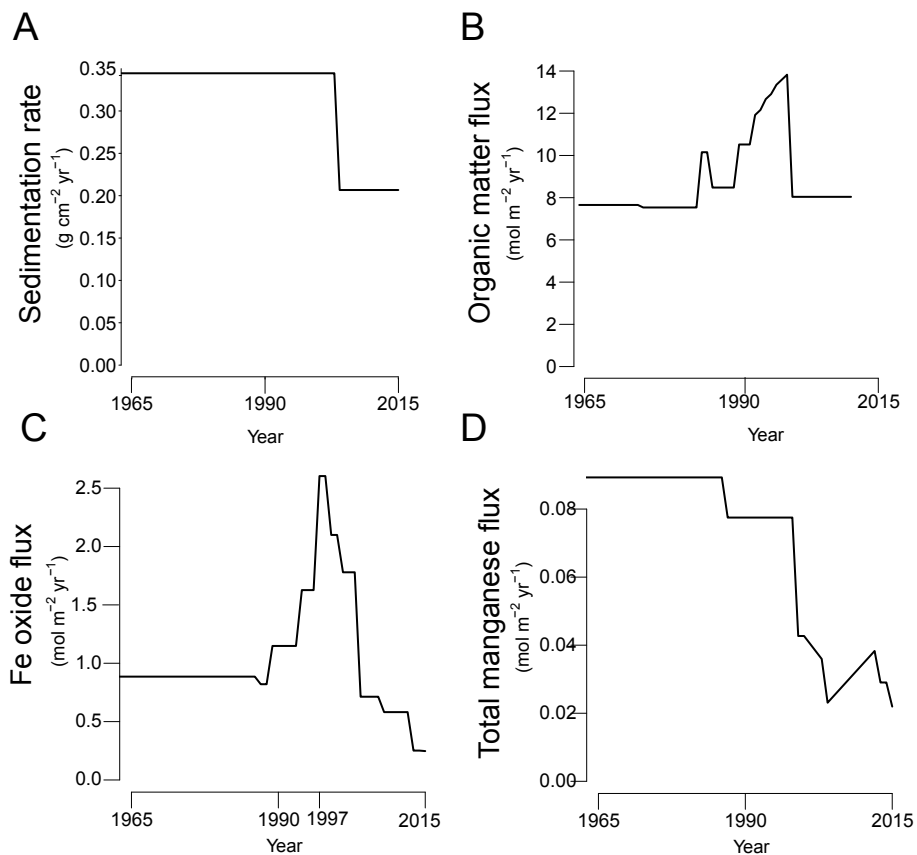 A
Sedimentation rate
(g cm−2 yr−1)
0.35
0.30
0.25
0.20
0.15
0.10
0.05
0.00
1965 1990 2015
Year
B
Organic matter flux
(mol m−2 yr−1)
14
12
10
8
6
4
2
0
1965 1990 2015
Year
C
Fe oxide flux
(mol m−2 yr−1)
2.5
2.0
1.5
1.0
0.5
0.0
1965 1990 1997 2015
Year
D
Total manganese flux
(mol m−2 yr−1)
0.08
0.06
0.04
0.02
0.00
1965 1990 2015
Year